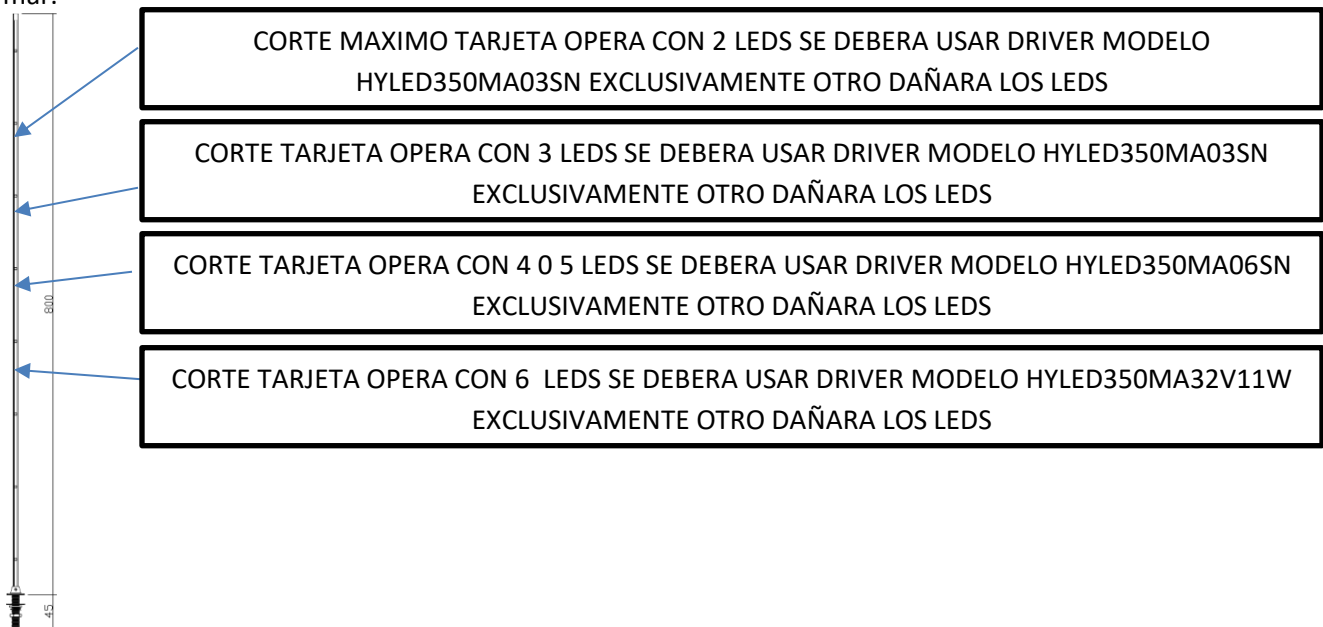 CORTE MAXIMO TARJETA OPERA CON 2 LEDS SE DEBERA USAR DRIVER MODELO
HYLED350MA03SN EXCLUSIVAMENTE OTRO DAÑARA LOS LEDS
CORTE TARJETA OPERA CON 3 LEDS SE DEBERA USAR DRIVER MODELO HYLED350MA03SN
EXCLUSIVAMENTE OTRO DAÑARA LOS LEDS
CORTE TARJETA OPERA CON 4 0 5 LEDS SE DEBERA USAR DRIVER MODELO HYLED350MA06SN
EXCLUSIVAMENTE OTRO DAÑARA LOS LEDS
800
CORTE TARJETA OPERA CON 6 LEDS SE DEBERA USAR DRIVER MODELO HYLED350MA32V11W
EXCLUSIVAMENTE OTRO DAÑARA LOS LEDS
45